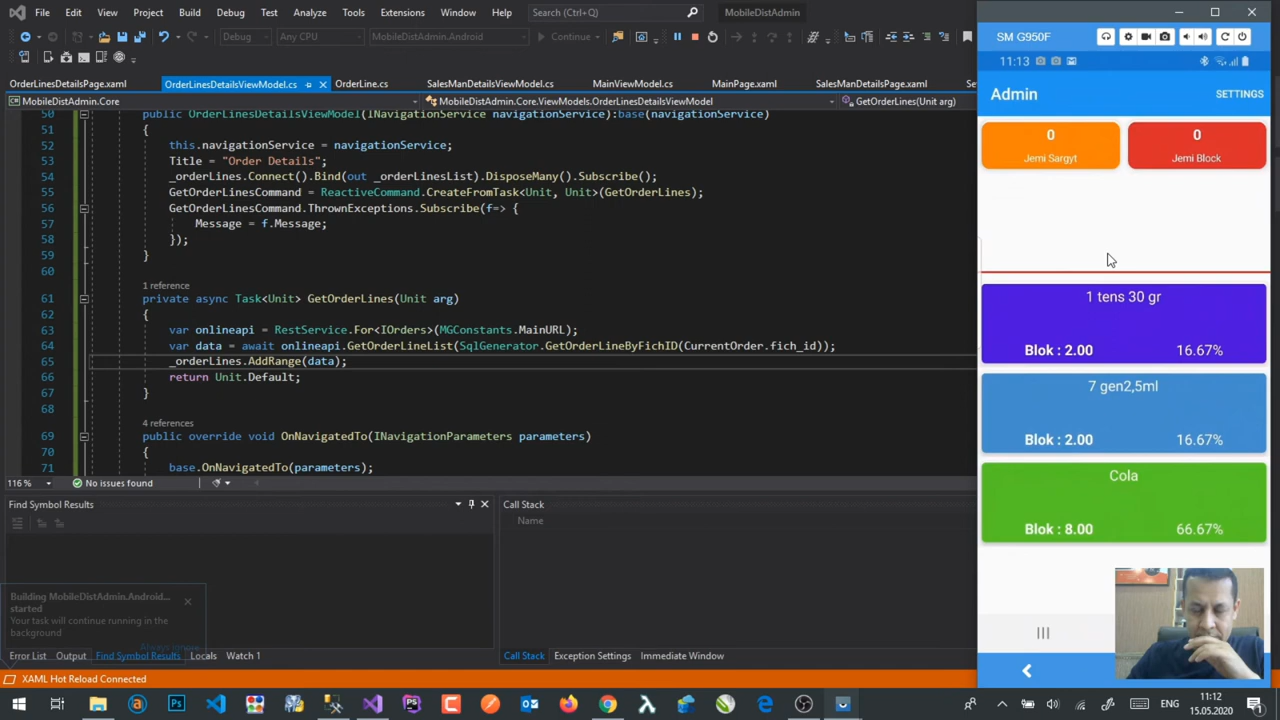 File Edit View Project Build Debug Test Analyze Tools Extensions Window Help Search (Ctrl+Q) MobileDistAdmin
Debug Any CPU MobileDistAdmin.Android Continue
OrderLinesDetailsPage.xaml OrderLinesDetailsViewModel.cs OrderLine.cs SalesManDetailsViewModel.cs MainViewModel.cs MainPage.xaml SalesManDetailsPage.xaml Se
MobileDistAdmin.Core MobileDistAdmin.Core.ViewModels.OrderLinesDetailsViewModel GetOrderLines(Unit arg)
50 public OrderLinesDetailsViewModel(INavigationService navigationService):base(navigationService)
51 {
52 this.navigationService = navigationService;
53 Title = "Order Details";
54 _orderLines.Connect().Bind(out _orderLinesList).DisposeMany().Subscribe();
55 GetOrderLinesCommand = ReactiveCommand.CreateFromTask<Unit, Unit>(GetOrderLines);
56 GetOrderLinesCommand.ThrownExceptions.Subscribe(f=> {
57 Message = f.Message;
58 });
59 }
60
1 reference
61 private async Task<Unit> GetOrderLines(Unit arg)
62 {
63 var onlineapi = RestService.For<IOrders>(MGConstants.MainURL);
64 var data = await onlineapi.GetOrderLineList(SqlGenerator.GetOrderLineByFichID(CurrentOrder.fich_id));
65 _orderLines.AddRange(data);
66 return Unit.Default;
67 }
68
4 references
69 public override void OnNavigatedTo(INavigationParameters parameters)
70 {
71 base.OnNavigatedTo(parameters);
116 % No issues found
Find Symbol Results
Call Stack
Name
Building MobileDistAdmin.Android...
started
Your task will continue running in the
background
Error List Output Find Symbol Results Locals Watch 1
Call Stack Exception Settings Immediate Window
XAML Hot Reload Connected
SM G950F
11:13
Admin SETTINGS
0
Jemi Sargyt
0
Jemi Block
1 tens 30 gr
Blok : 2.00 16.67%
7 gen2,5ml
Blok : 2.00 16.67%
Cola
Blok : 8.00 66.67%
ENG
11:12
15.05.2020